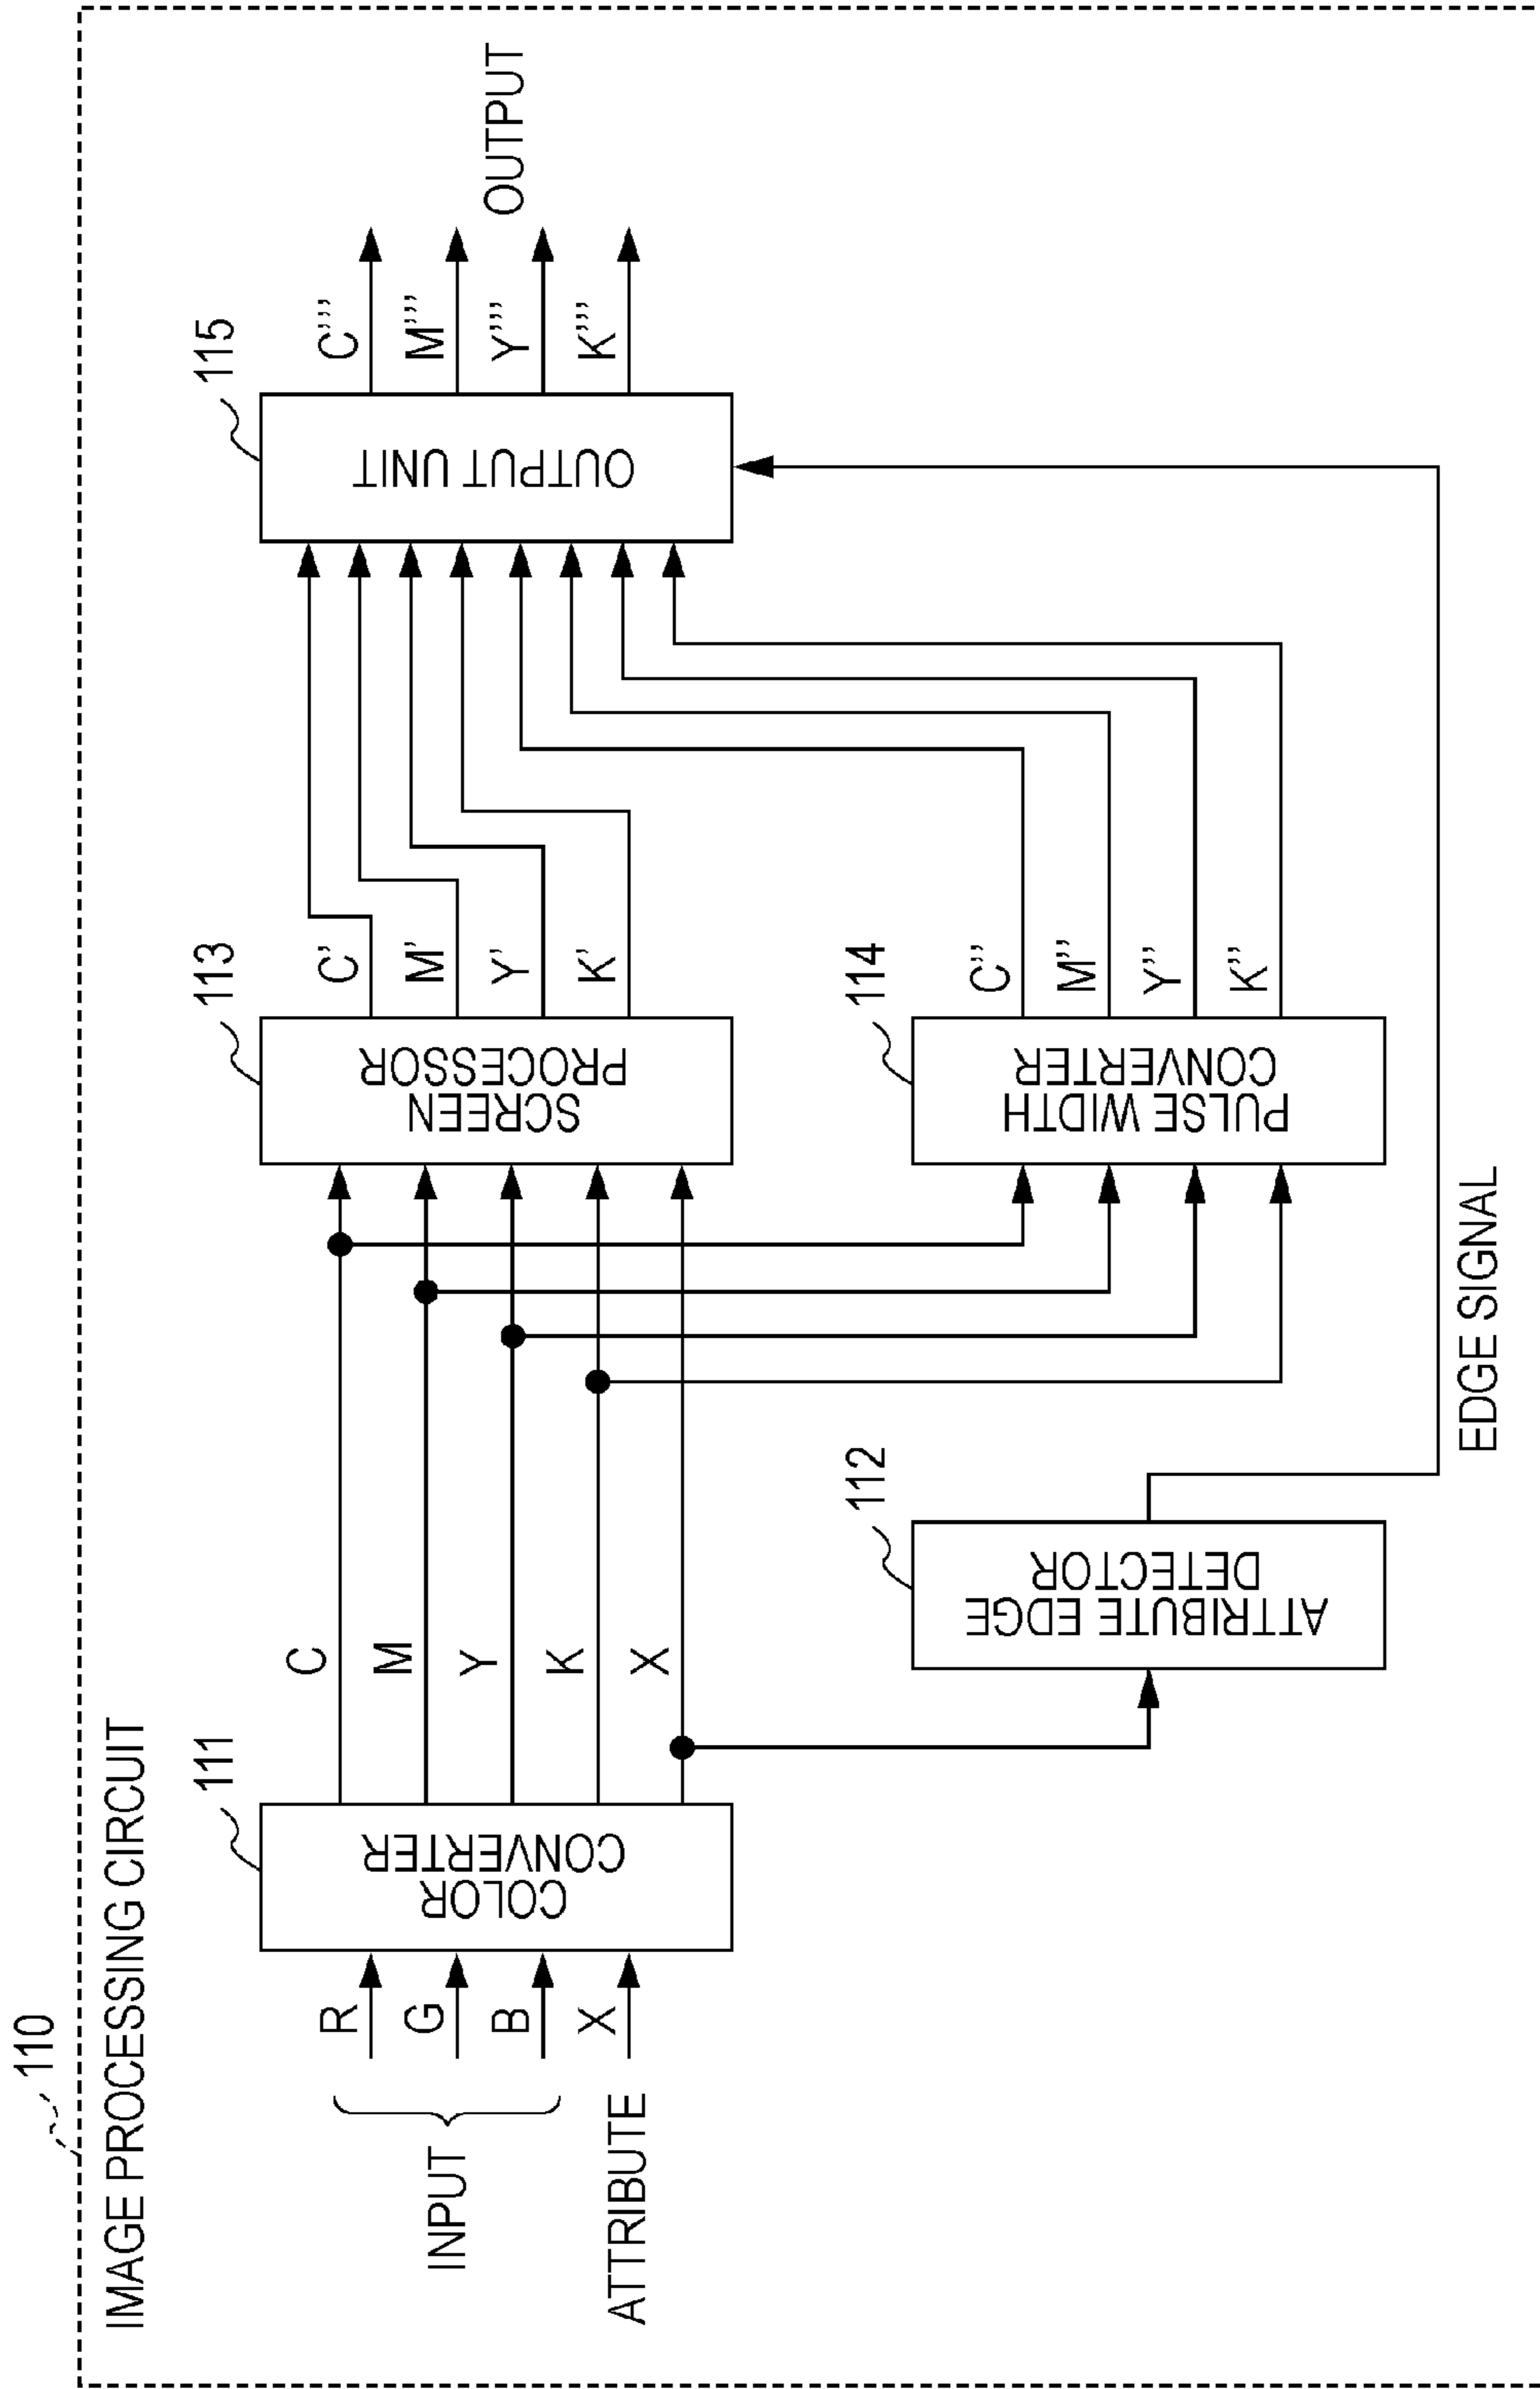 110
IMAGE PROCESSING CIRCUIT
INPUT
R
G
B
ATTRIBUTE
X
111
COLOR
CONVERTER
C
M
Y
K
X
112
ATTRIBUTE EDGE
DETECTOR
EDGE SIGNAL
113
SCREEN
PROCESSOR
C'
M'
Y'
K'
114
PULSE WIDTH
CONVERTER
C''
M''
Y''
K''
115
OUTPUT UNIT
C'''
M'''
Y'''
K'''
OUTPUT